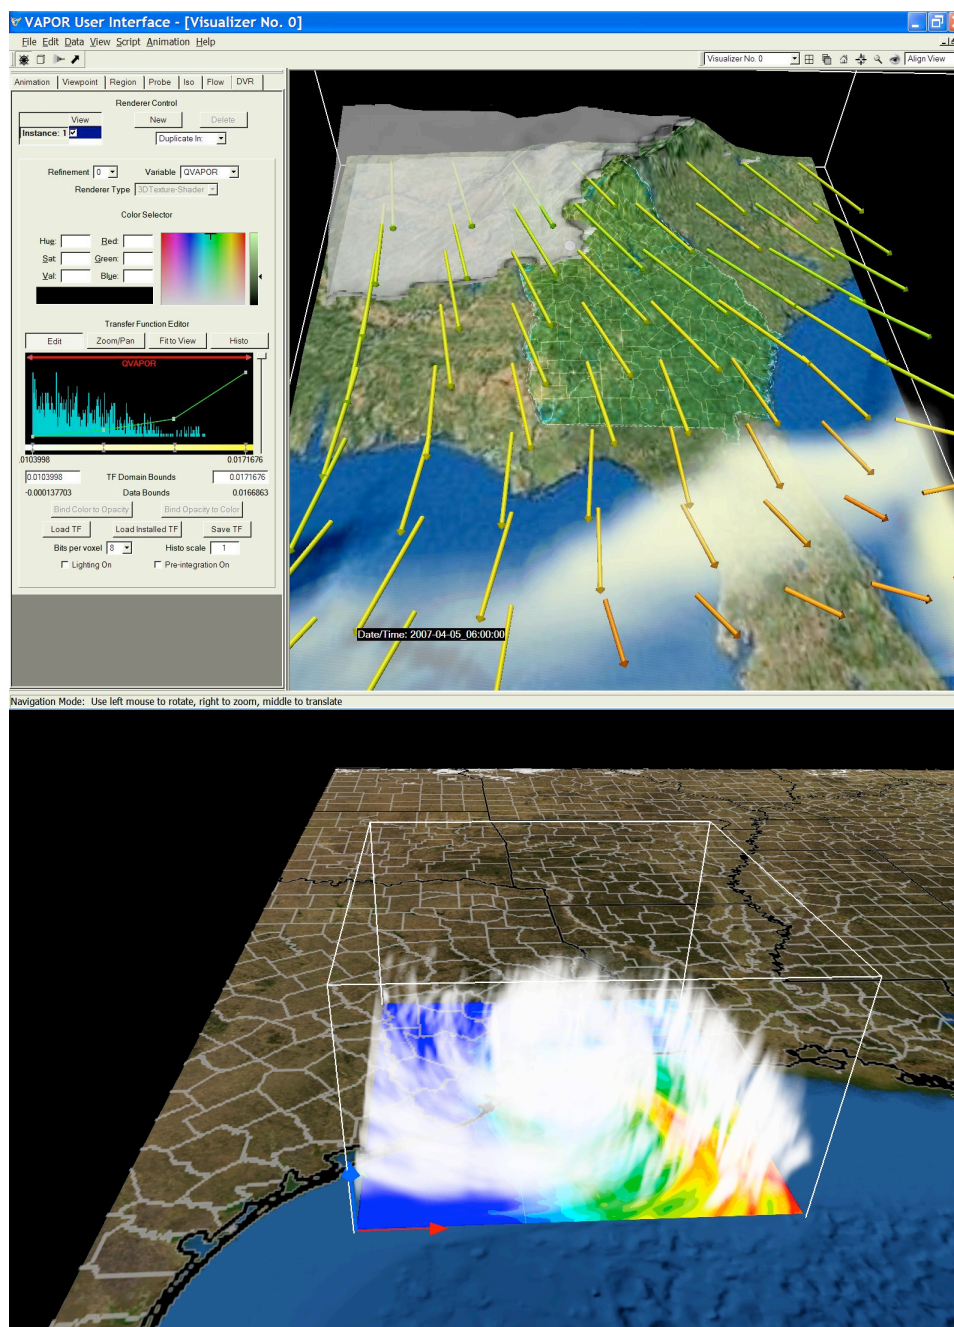 VAPOR User Interface - [Visualizer No. 0]
File Edit Data View Script Animation Help
Visualizer No. 0 Align View
Animation Viewpoint Region Probe Iso Flow DVR
Renderer Control
View New Delete
Instance: 1 Duplicate In:
Refinement 0 Variable QVAPOR
Renderer Type 3DTexture-Shader
Color Selector
Hue: Red:
Sat: Green:
Val: Blue:
Transfer Function Editor
Edit Zoom/Pan Fit to View Histo
QVAPOR
.0103998 0.0171676
0.0103998 TF Domain Bounds 0.0171676
-0.000137703 Data Bounds 0.0166863
Bind Color to Opacity Bind Opacity to Color
Load TF Load Installed TF Save TF
Bits per voxel 8 Histo scale 1
Lighting On Pre-integration On
Date/Time: 2007-04-05_06:00:00
Navigation Mode: Use left mouse to rotate, right to zoom, middle to translate